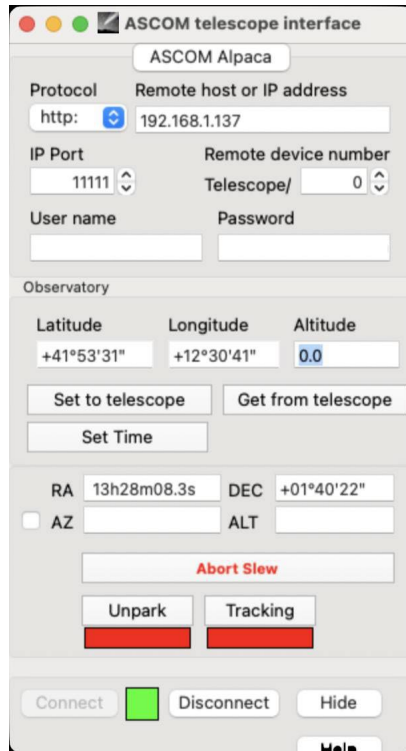 ASCOM telescope interface
ASCOM Alpaca
Protocol Remote host or IP address
http: 192.168.1.137
IP Port Remote device number
11111 Telescope/ 0
User name Password
Observatory
Latitude Longitude Altitude
+41°53'31" +12°30'41" 0.0
Set to telescope Get from telescope
Set Time
RA 13h28m08.3s DEC +01°40'22"
AZ ALT
Abort Slew
Unpark Tracking
Connect Disconnect Hide
Help